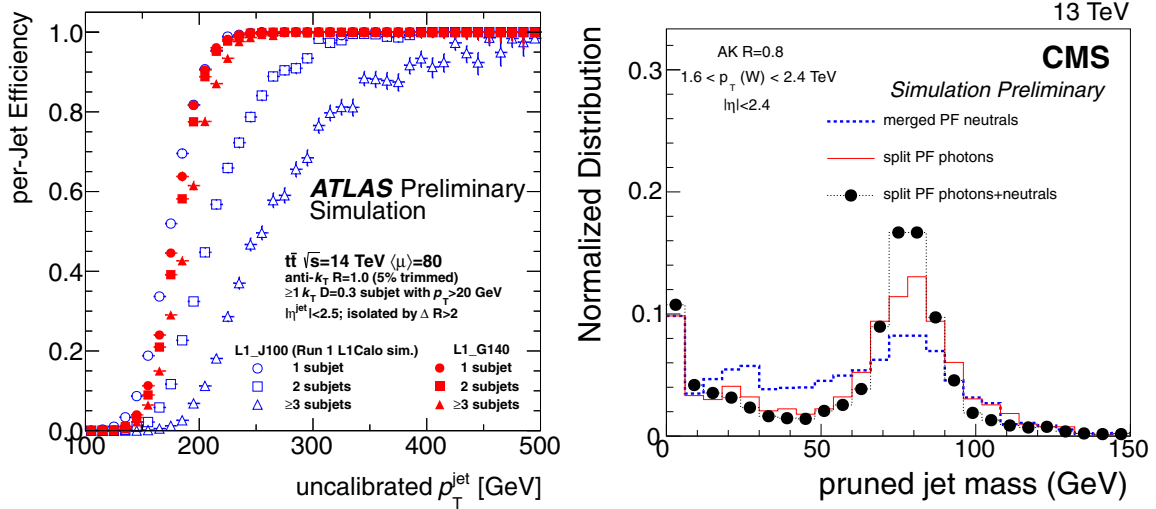 per-Jet Efficiency
1.0
0.8
0.6
0.4
0.2
0.0
ATLAS Preliminary
Simulation
tt̄ √s=14 TeV ⟨μ⟩=80
anti-k_T R=1.0 (5% trimmed)
≥1 k_T D=0.3 subjet with p_T>20 GeV
|η^jet|<2.5; isolated by Δ R>2
L1_J100 (Run 1 L1Calo sim.) L1_G140
1 subjet 1 subjet
2 subjets 2 subjets
≥3 subjets ≥3 subjets
100 200 300 400 500
uncalibrated p_T^jet [GeV]
13 TeV
Normalized Distribution
0.3
0.2
0.1
0
AK R=0.8
1.6 < p_T (W) < 2.4 TeV
|η|<2.4
CMS
Simulation Preliminary
merged PF neutrals
split PF photons
split PF photons+neutrals
0 50 100 150
pruned jet mass (GeV)